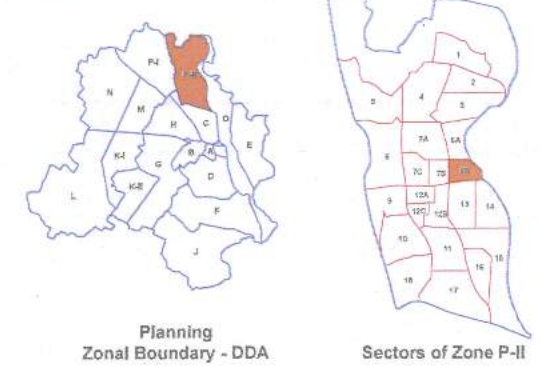 P-I
P-II
N
M
H
C
O
E
K-I
G
B
A
K-II
D
L
F
J
Planning
Zonal Boundary - DDA
1
2
3
4
5
7A
6A
6
7C
7B
9
12A
12C
12B
13
14
10
11
15
16
18
17
Sectors of Zone P-II